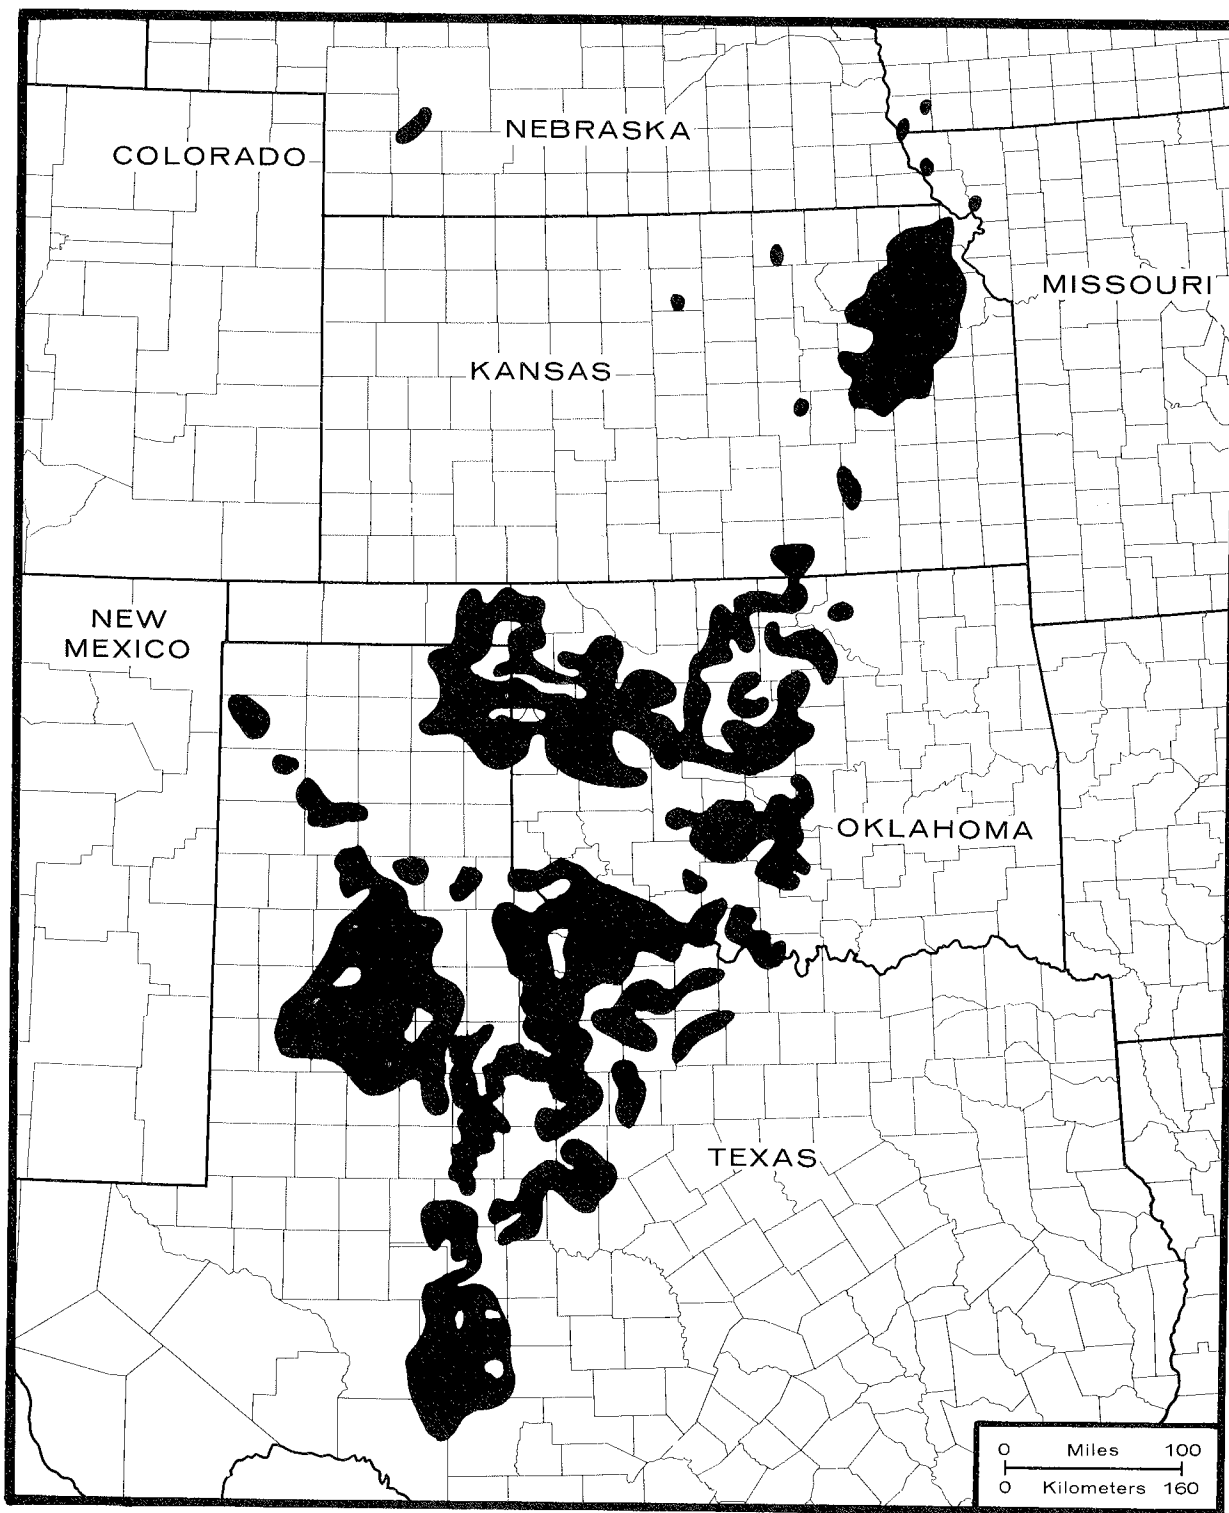 NEBRASKA
COLORADO
MISSOURI
KANSAS
NEW
MEXICO
OKLAHOMA
TEXAS
0 Miles 100
0 Kilometers 160